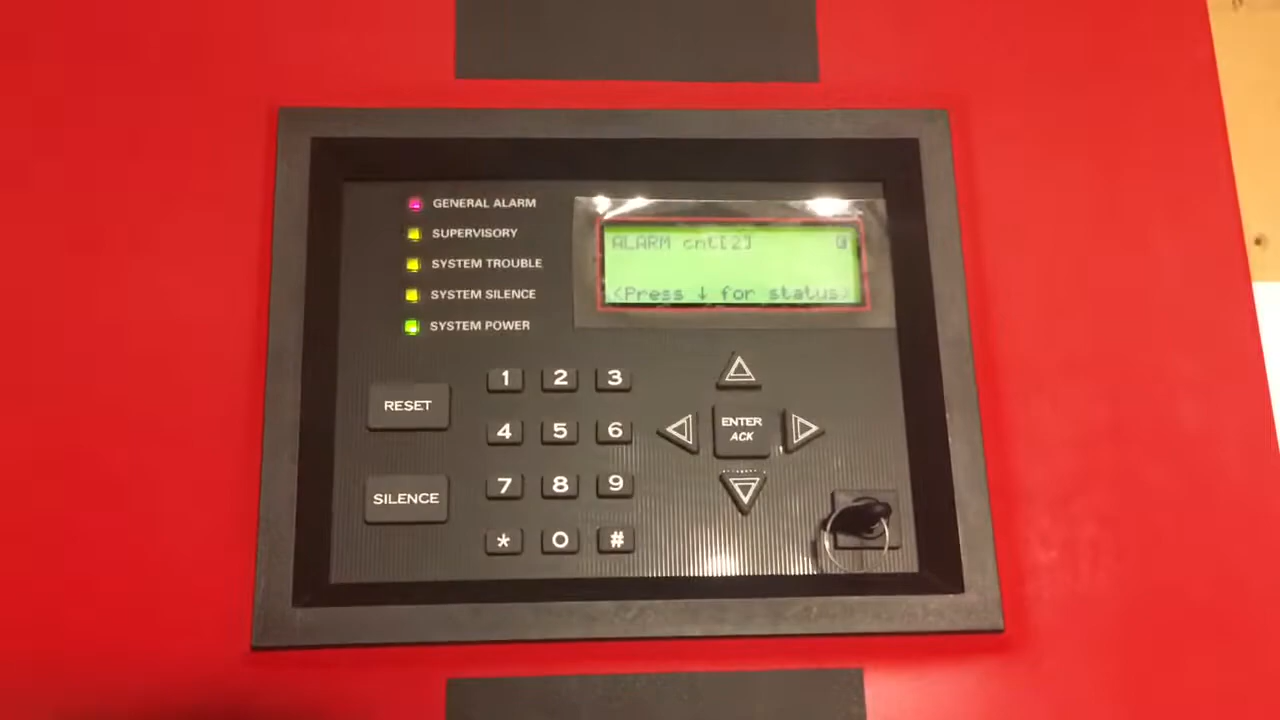 GENERAL ALARM
SUPERVISORY
SYSTEM TROUBLE
SYSTEM SILENCE
SYSTEM POWER
ALARM cnt[2]
<Press ↓ for status>
RESET
SILENCE
1 2 3
4 5 6
7 8 9
* 0 #
ENTER
ACK